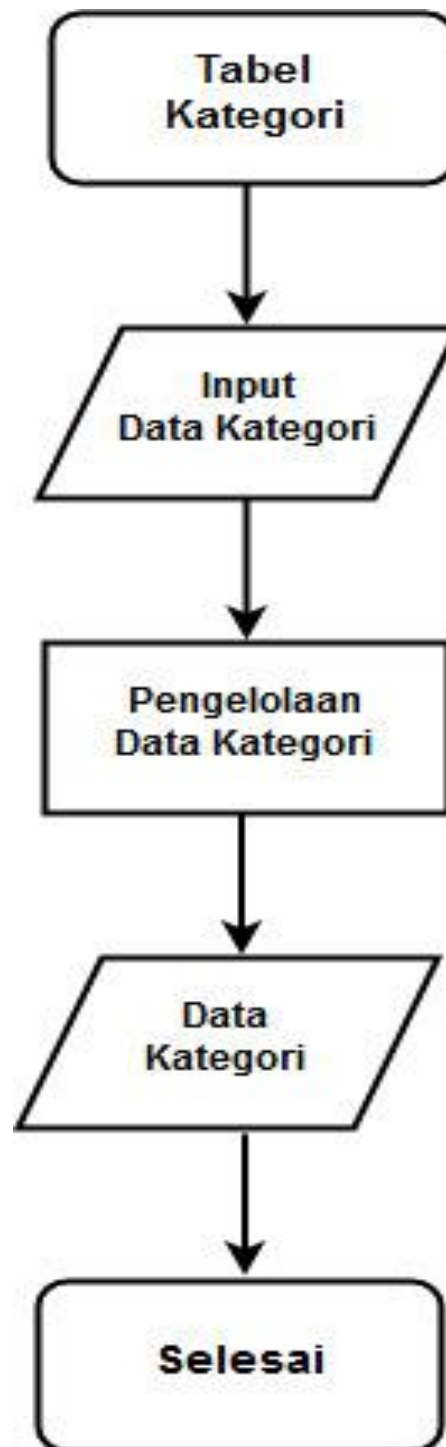 Tabel
Kategori
Input
Data Kategori
Pengelolaan
Data Kategori
Data
Kategori
Selesai